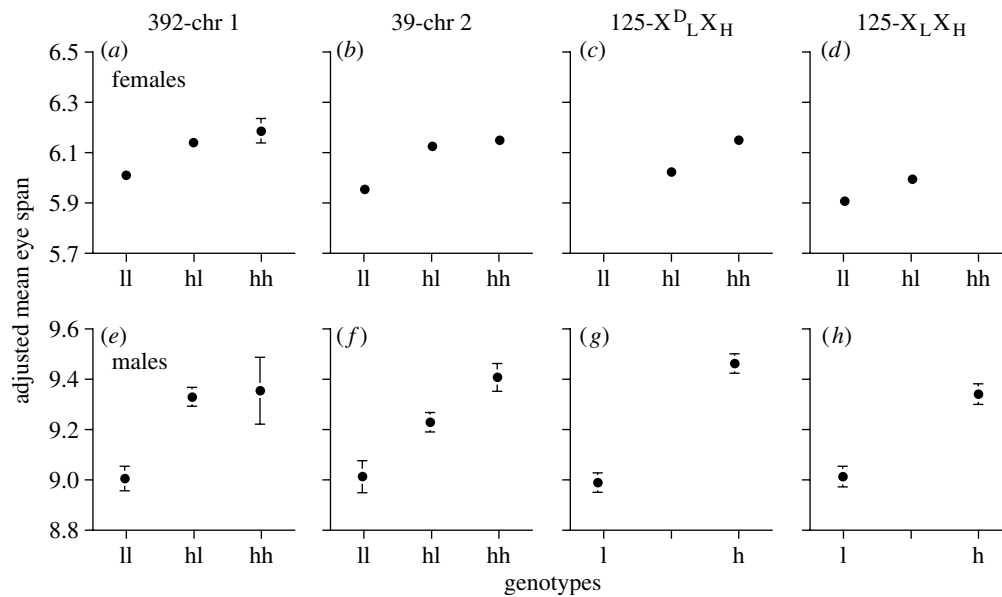 392-chr 1 39-chr 2 125-X^D_L X_H 125-X_L X_H
(a) (b) (c) (d)
females
6.5
6.3
6.1
5.9
5.7
ll hl hh ll hl hh hl hh ll hl hh
adjusted mean eye span
(e) (f) (g) (h)
males
9.6
9.4
9.2
9.0
8.8
ll hl hh ll hl hh l h l h
genotypes